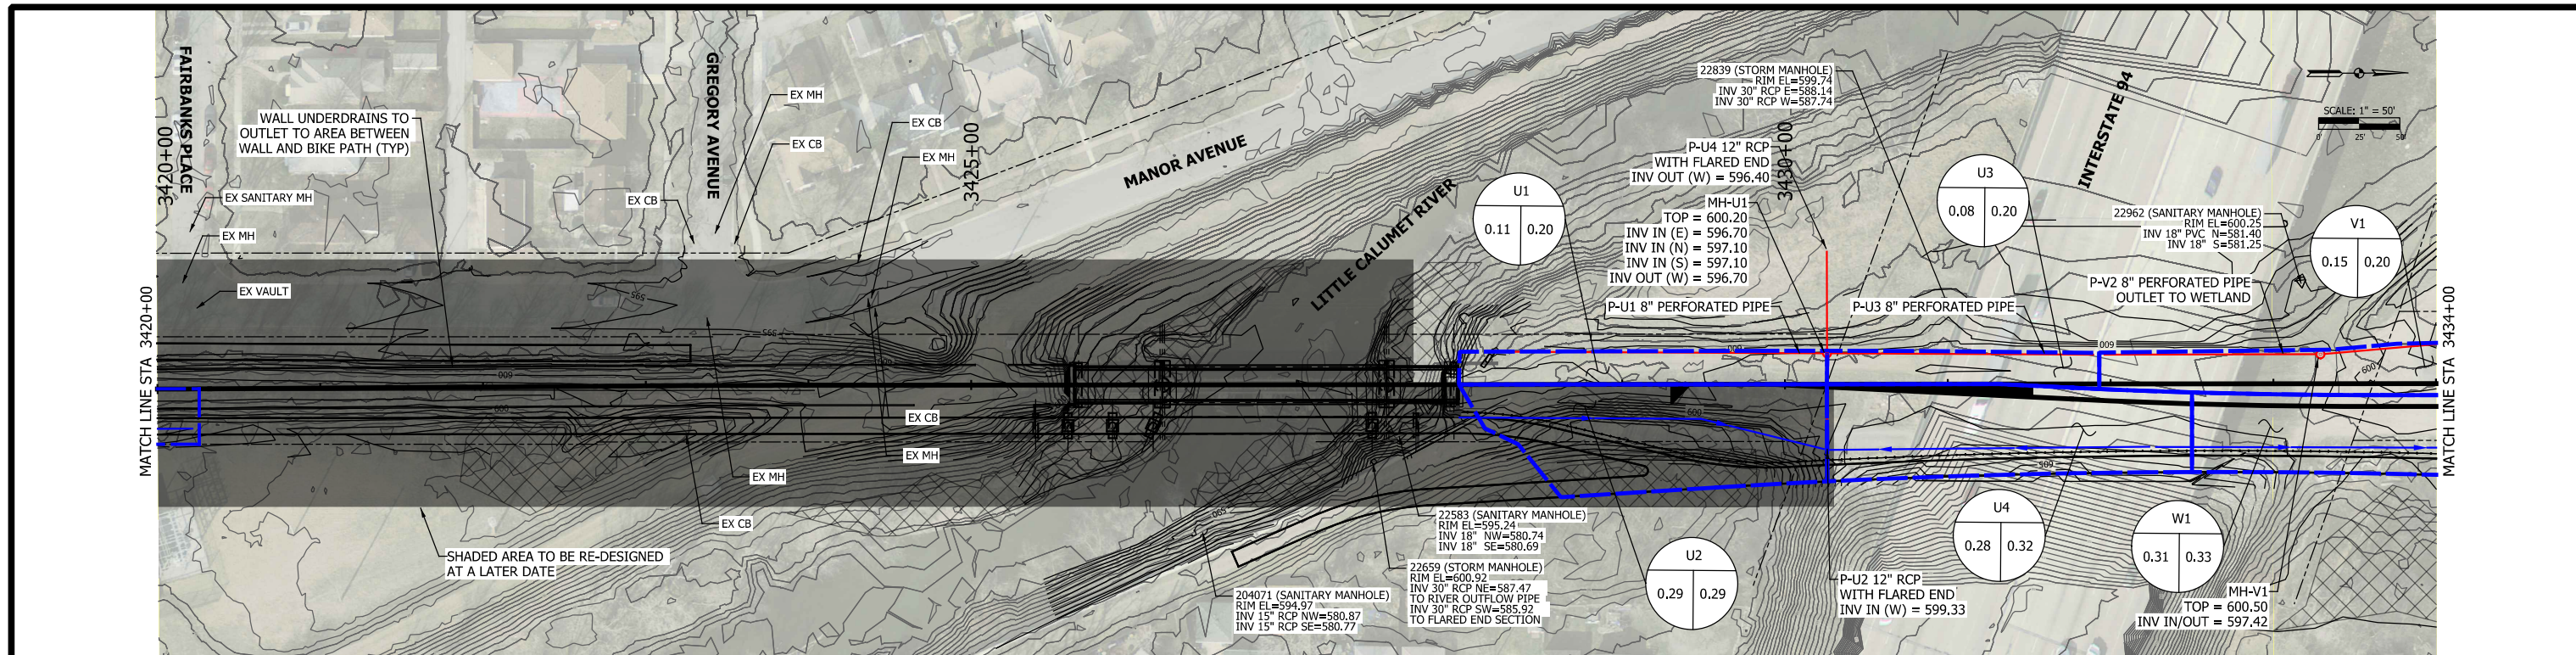 FAIRBANKS PLACE
3420+00
WALL UNDERDRAINS TO
OUTLET TO AREA BETWEEN
WALL AND BIKE PATH (TYP)
EX SANITARY MH
EX MH
EX VAULT
MATCH LINE STA 3420+00
GREGORY AVENUE
EX CB
EX MH
EX CB
EX CB
EX MH
3425+00
MANOR AVENUE
LITTLE CALUMET RIVER
595
595
600
600
600
EX CB
EX MH
EX MH
EX CB
SHADED AREA TO BE RE-DESIGNED
AT A LATER DATE
590
204071 (SANITARY MANHOLE)
RIM EL=594.97
INV 15" RCP NW=580.87
INV 15" RCP SE=580.77
22583 (SANITARY MANHOLE)
RIM EL=595.24
INV 18" NW=580.74
INV 18" SE=580.69
22659 (STORM MANHOLE)
RIM EL=600.92
INV 30" RCP NE=587.47
TO RIVER OUTFLOW PIPE
INV 30" RCP SW=585.92
TO FLARED END SECTION
U1
0.11 0.20
22839 (STORM MANHOLE)
RIM EL=599.74
INV 30" RCP E=588.14
INV 30" RCP W=587.74
P-U4 12" RCP
WITH FLARED END
INV OUT (W) = 596.40
3430+00
MH-U1
TOP = 600.20
INV IN (E) = 596.70
INV IN (N) = 597.10
INV IN (S) = 597.10
INV OUT (W) = 596.70
P-U1 8" PERFORATED PIPE
P-U3 8" PERFORATED PIPE
600
600
U3
0.08 0.20
INTERSTATE 94
SCALE: 1" = 50'
0' 25' 50'
22962 (SANITARY MANHOLE)
RIM EL=600.25
INV 18" PVC N=581.40
INV 18" S=581.25
V1
0.15 0.20
P-V2 8" PERFORATED PIPE
OUTLET TO WETLAND
600
600
605
U2
0.29 0.29
P-U2 12" RCP
WITH FLARED END
INV IN (W) = 599.33
U4
0.28 0.32
W1
0.31 0.33
MH-V1
TOP = 600.50
INV IN/OUT = 597.42
MATCH LINE STA 3434+00